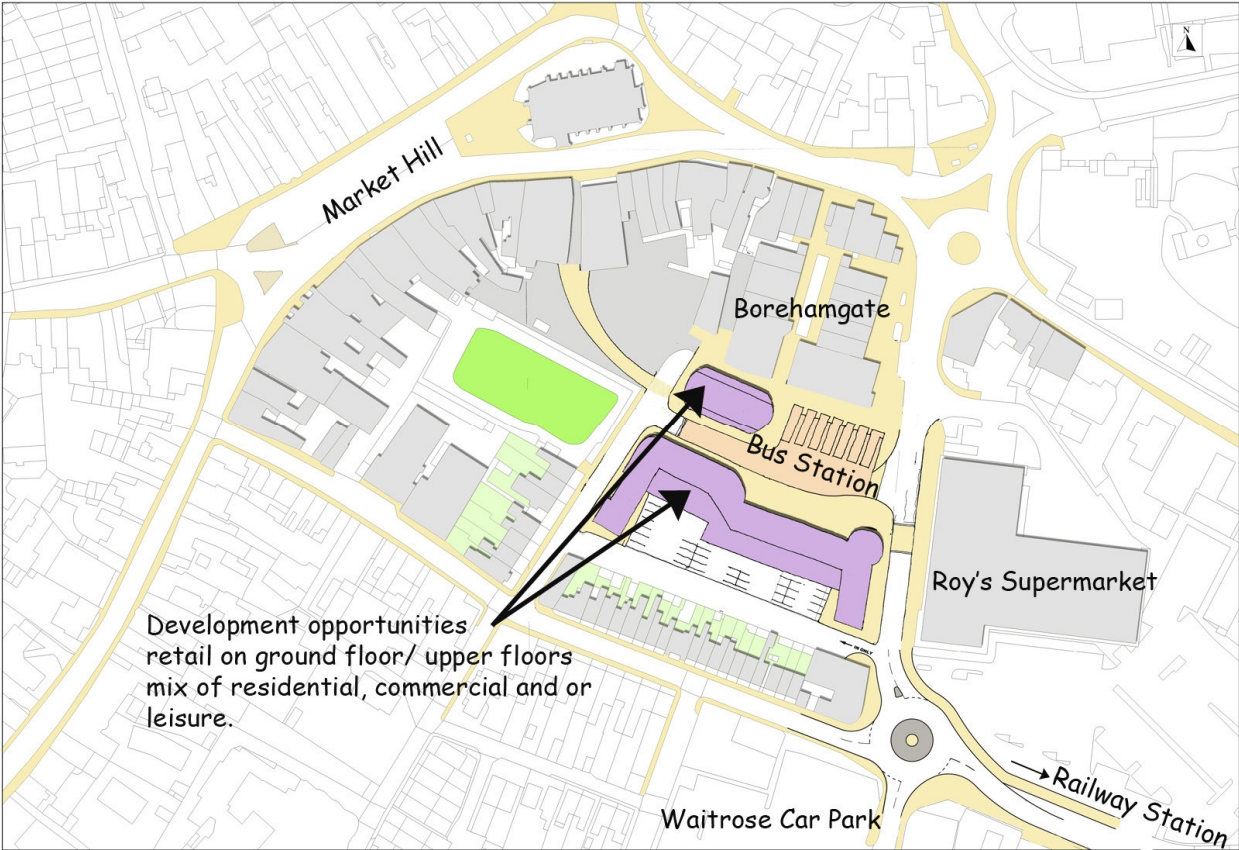 N
Market Hill
Borehamgate
Bus Station
Roy's Supermarket
Development opportunities
retail on ground floor/ upper floors
mix of residential, commercial and or
leisure.
IN ONLY
Railway Station
Waitrose Car Park